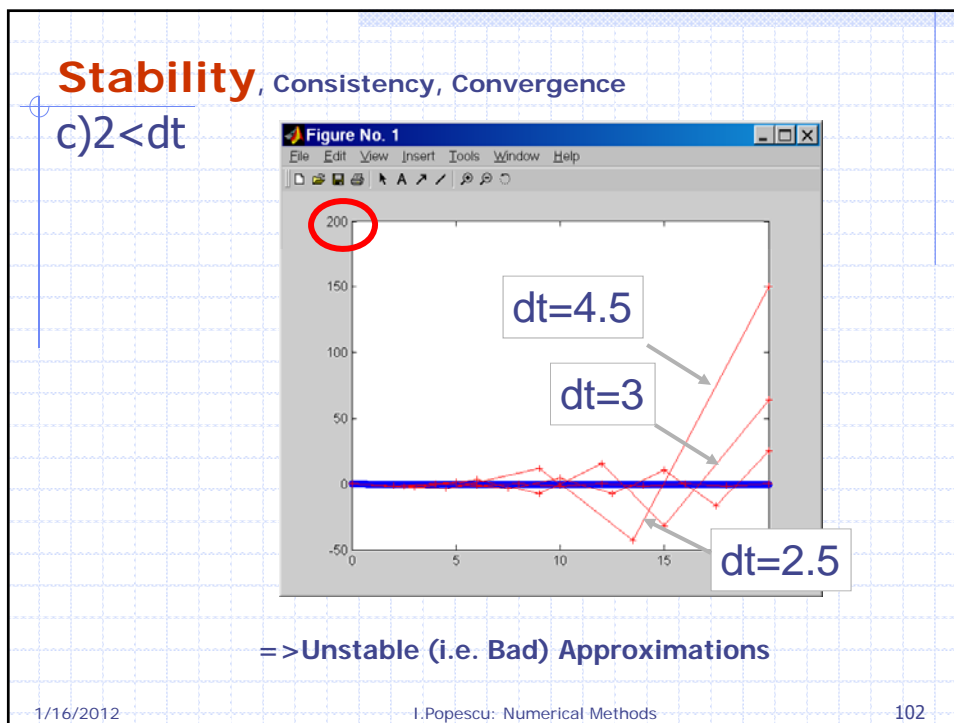 Stability, Consistency, Convergence
c)2<dt
Figure No. 1
File Edit View Insert Tools Window Help
A
200
150
dt=4.5
100
dt=3
50
0
-50
0 5 10 15
dt=2.5
=>Unstable (i.e. Bad) Approximations
1/16/2012 I.Popescu: Numerical Methods 102